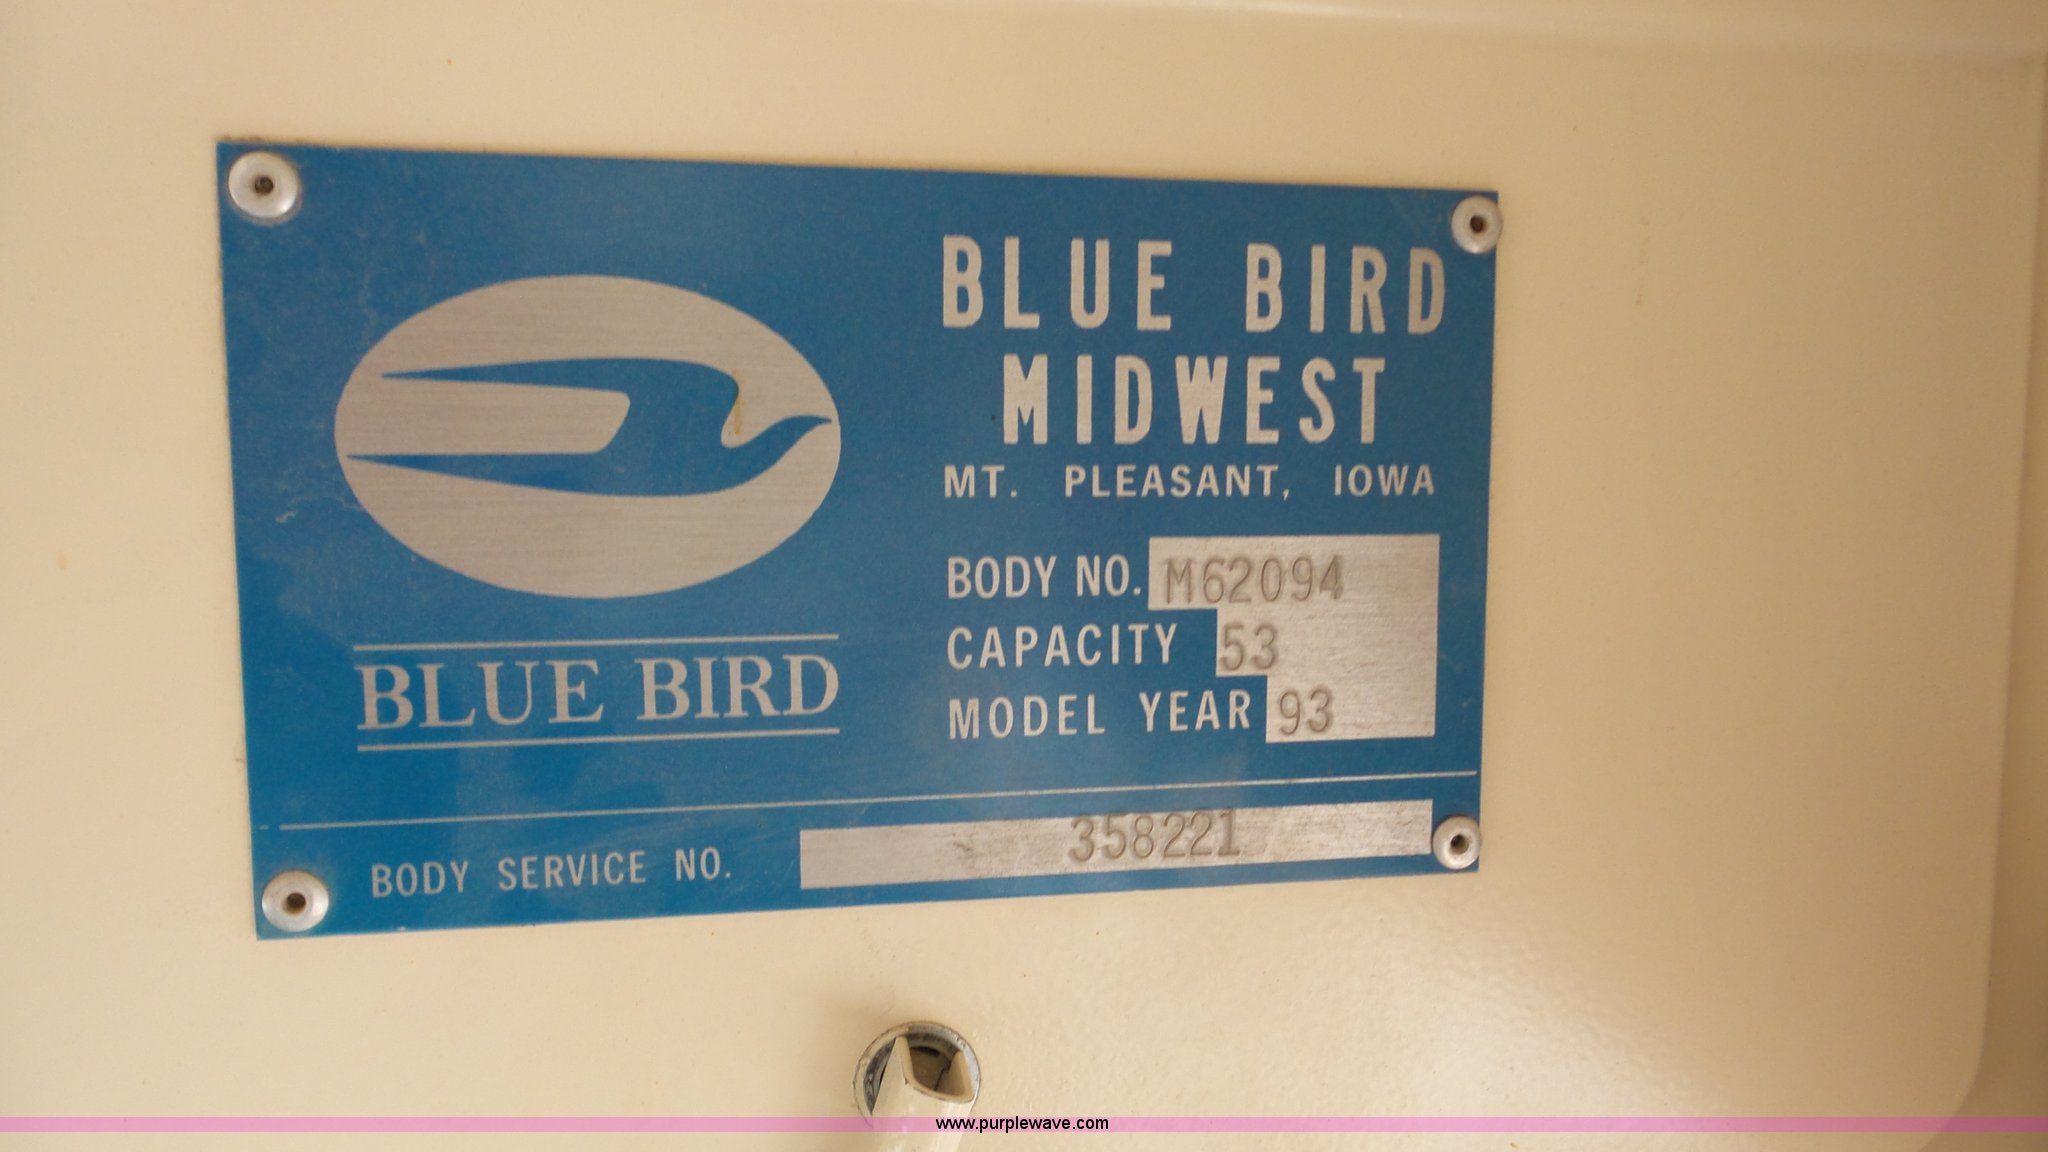 BLUE BIRD
BLUE BIRD
MIDWEST
MT. PLEASANT, IOWA
BODY NO. M62094
CAPACITY 53
MODEL YEAR 93
BODY SERVICE NO. 358221
www.purplewave.com